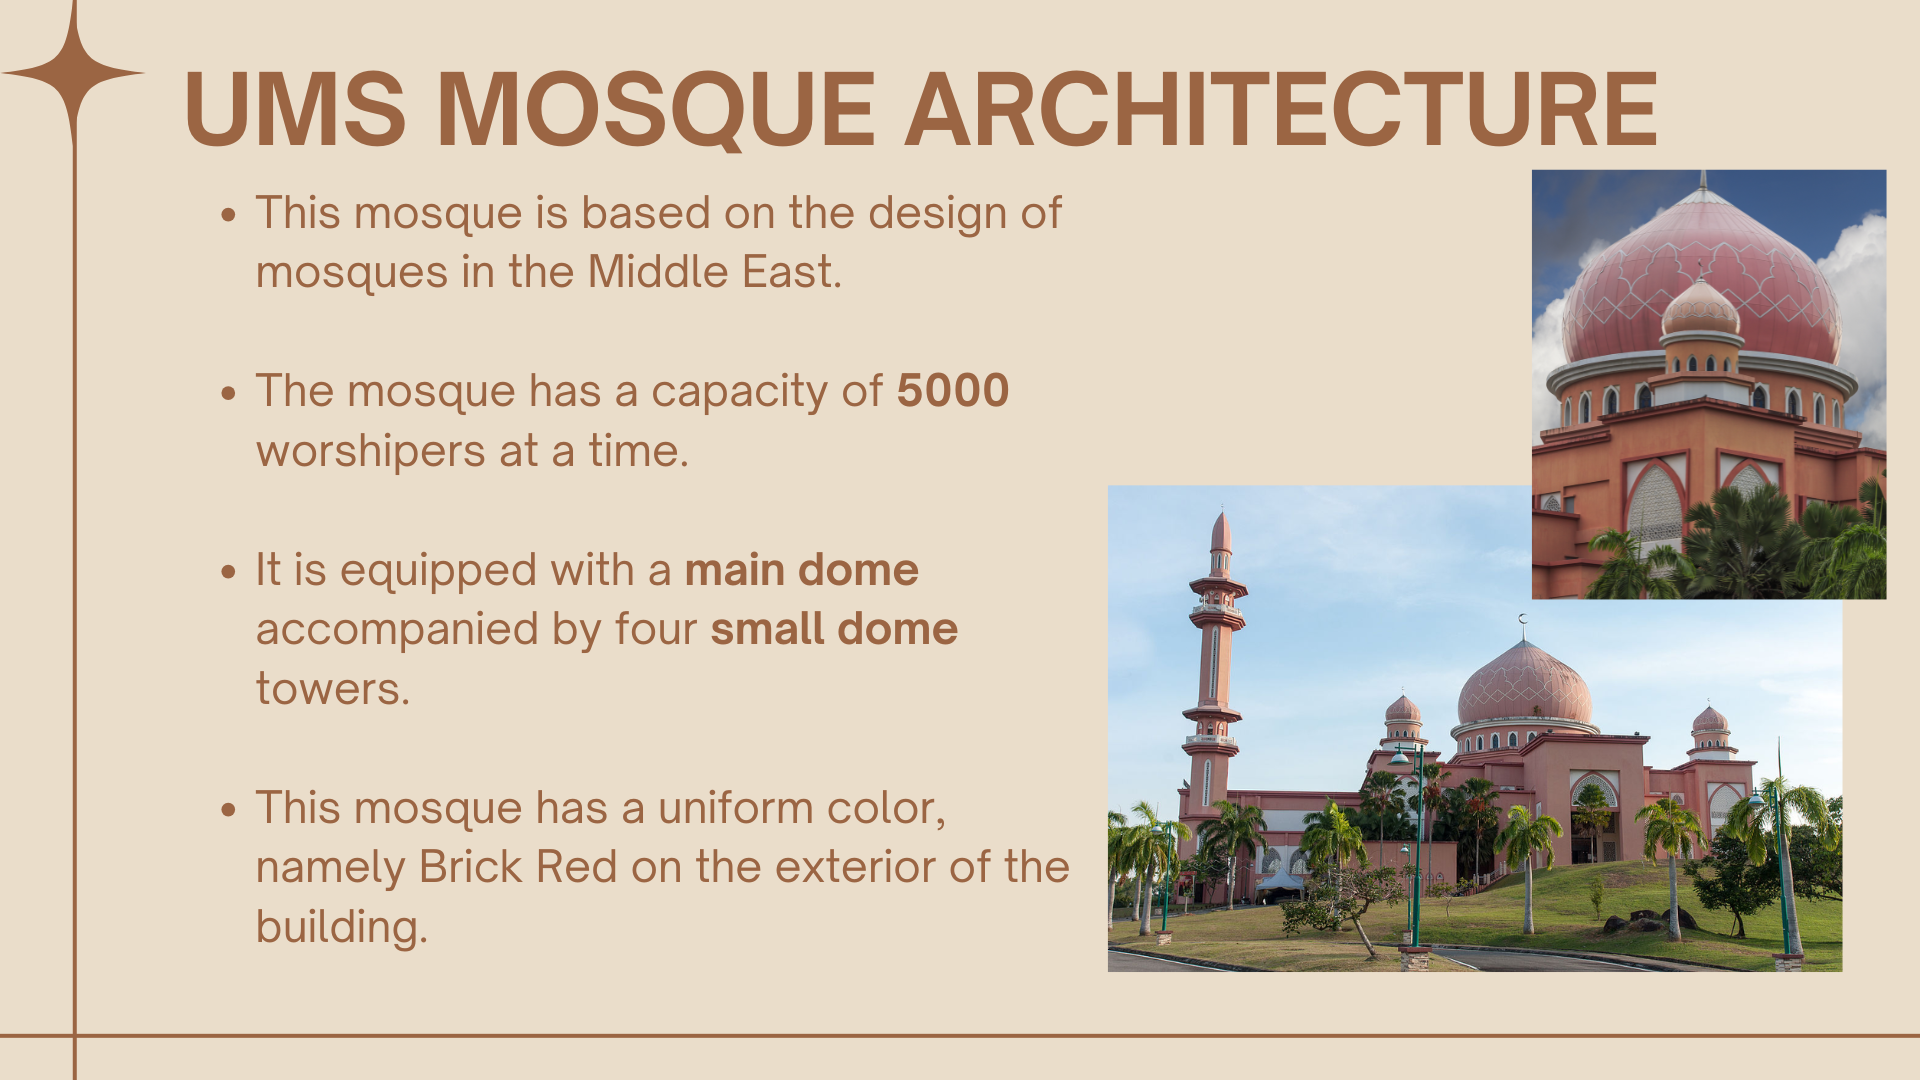 UMS MOSQUE ARCHITECTURE
• This mosque is based on the design of
mosques in the Middle East.
• The mosque has a capacity of 5000
worshipers at a time.
• It is equipped with a main dome
accompanied by four small dome
towers.
• This mosque has a uniform color,
namely Brick Red on the exterior of the
building.